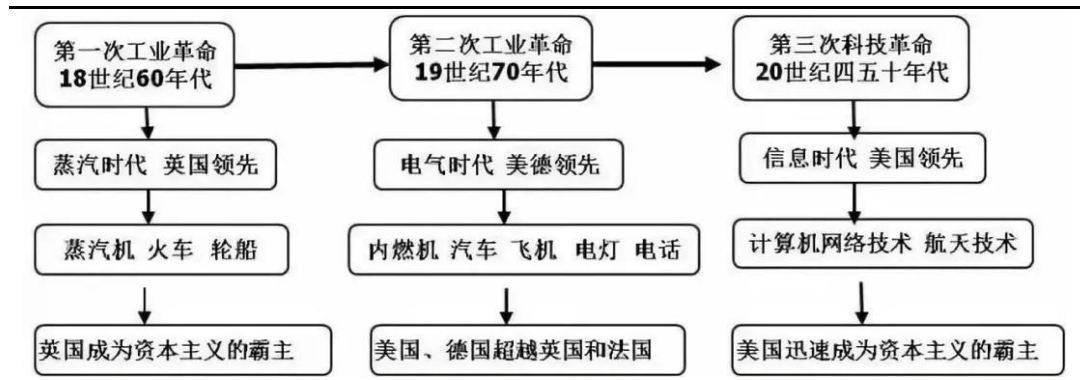 第一次工业革命
18世纪60年代
第二次工业革命
19世纪70年代
第三次科技革命
20世纪四五十年代
蒸汽时代 英国领先
电气时代 美德领先
信息时代 美国领先
蒸汽机 火车 轮船
内燃机 汽车 飞机 电灯 电话
计算机网络技术 航天技术
英国成为资本主义的霸主
美国、德国超越英国和法国
美国迅速成为资本主义的霸主